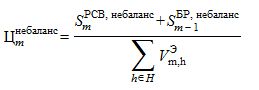 Ц_m^небаланс = (S_m^РСВ, небаланс + S_{m-1}^БР, небаланс) / ∑_{h∈H} V_{m,h}^Э